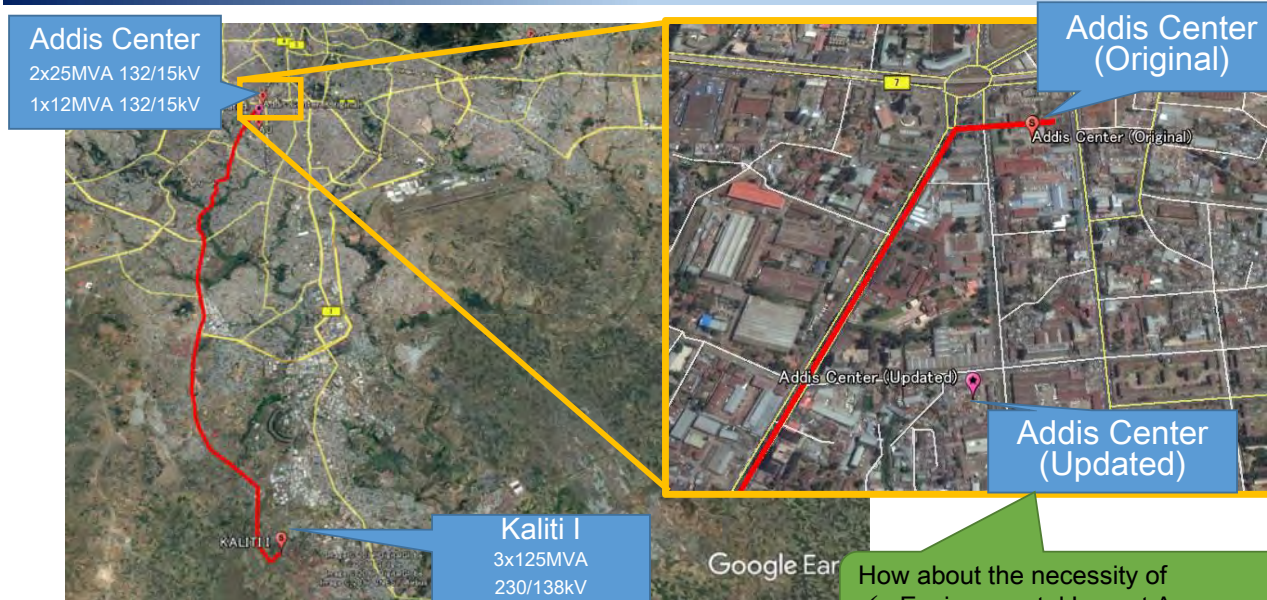 Addis Center
2x25MVA 132/15kV
1x12MVA 132/15kV
KALITI I
Kaliti I
3x125MVA
230/138kV
Google Ear
7
Addis Center
(Original)
Addis Center (Original)
Addis Center (Updated)
Addis Center
(Updated)
How about the necessity of